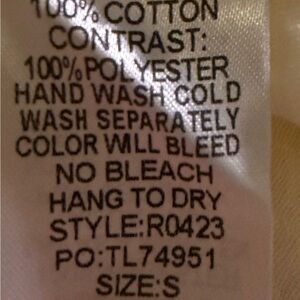 100% COTTON
CONTRAST:
100% POLYESTER
HAND WASH COLD
WASH SEPARATELY
COLOR WILL BLEED
NO BLEACH
HANG TO DRY
STYLE:R0423
PO:TL74951
SIZE:S